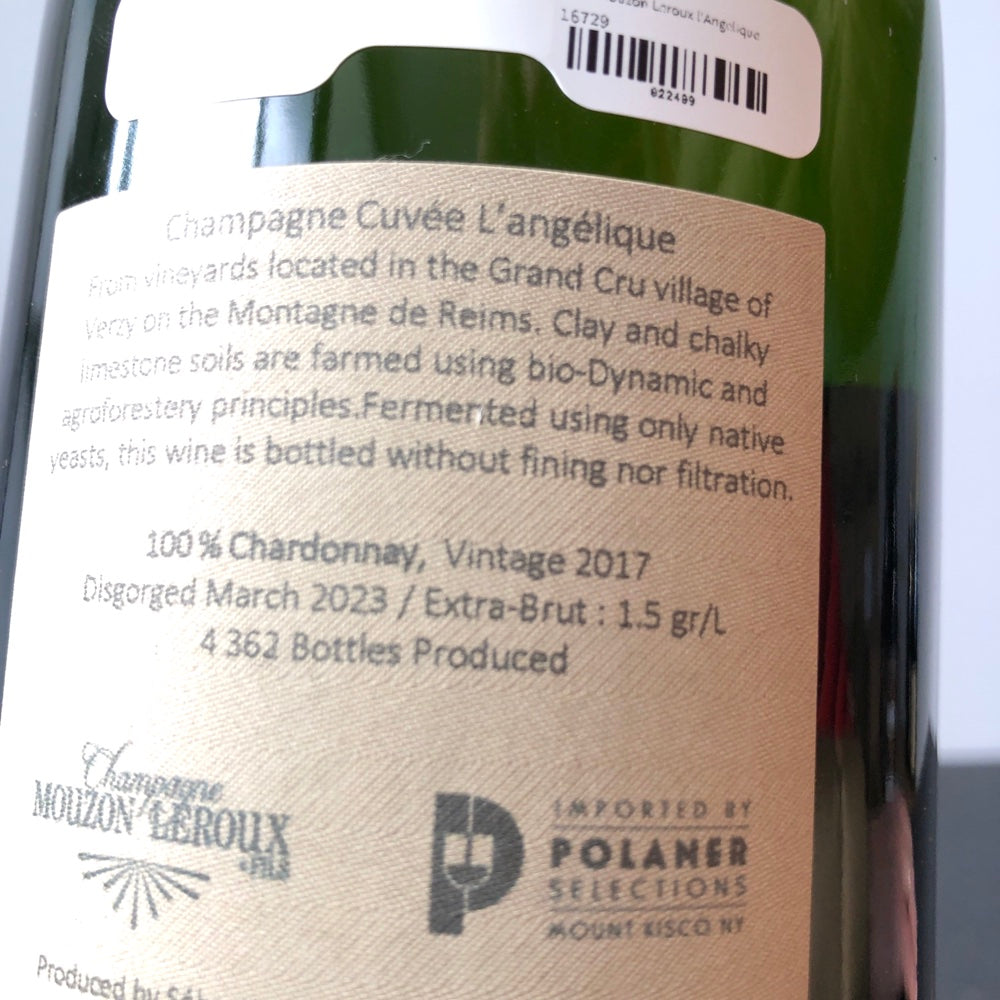 Leroux l'Angelique
16729
022499
Champagne Cuvée L'angélique
From vineyards located in the Grand Cru village of
Verzy on the Montagne de Reims. Clay and chalky
limestone soils are farmed using bio-Dynamic and
agroforestery principles.Fermented using only native
yeasts, this wine is bottled without fining nor filtration.
100 % Chardonnay, Vintage 2017
Disgorged March 2023 / Extra-Brut : 1.5 gr/L
4 362 Bottles Produced
Champagne
MOUZON LEROUX
& FILS
IMPORTED BY
POLANER
SELECTIONS
MOUNT KISCO NY
Produced by